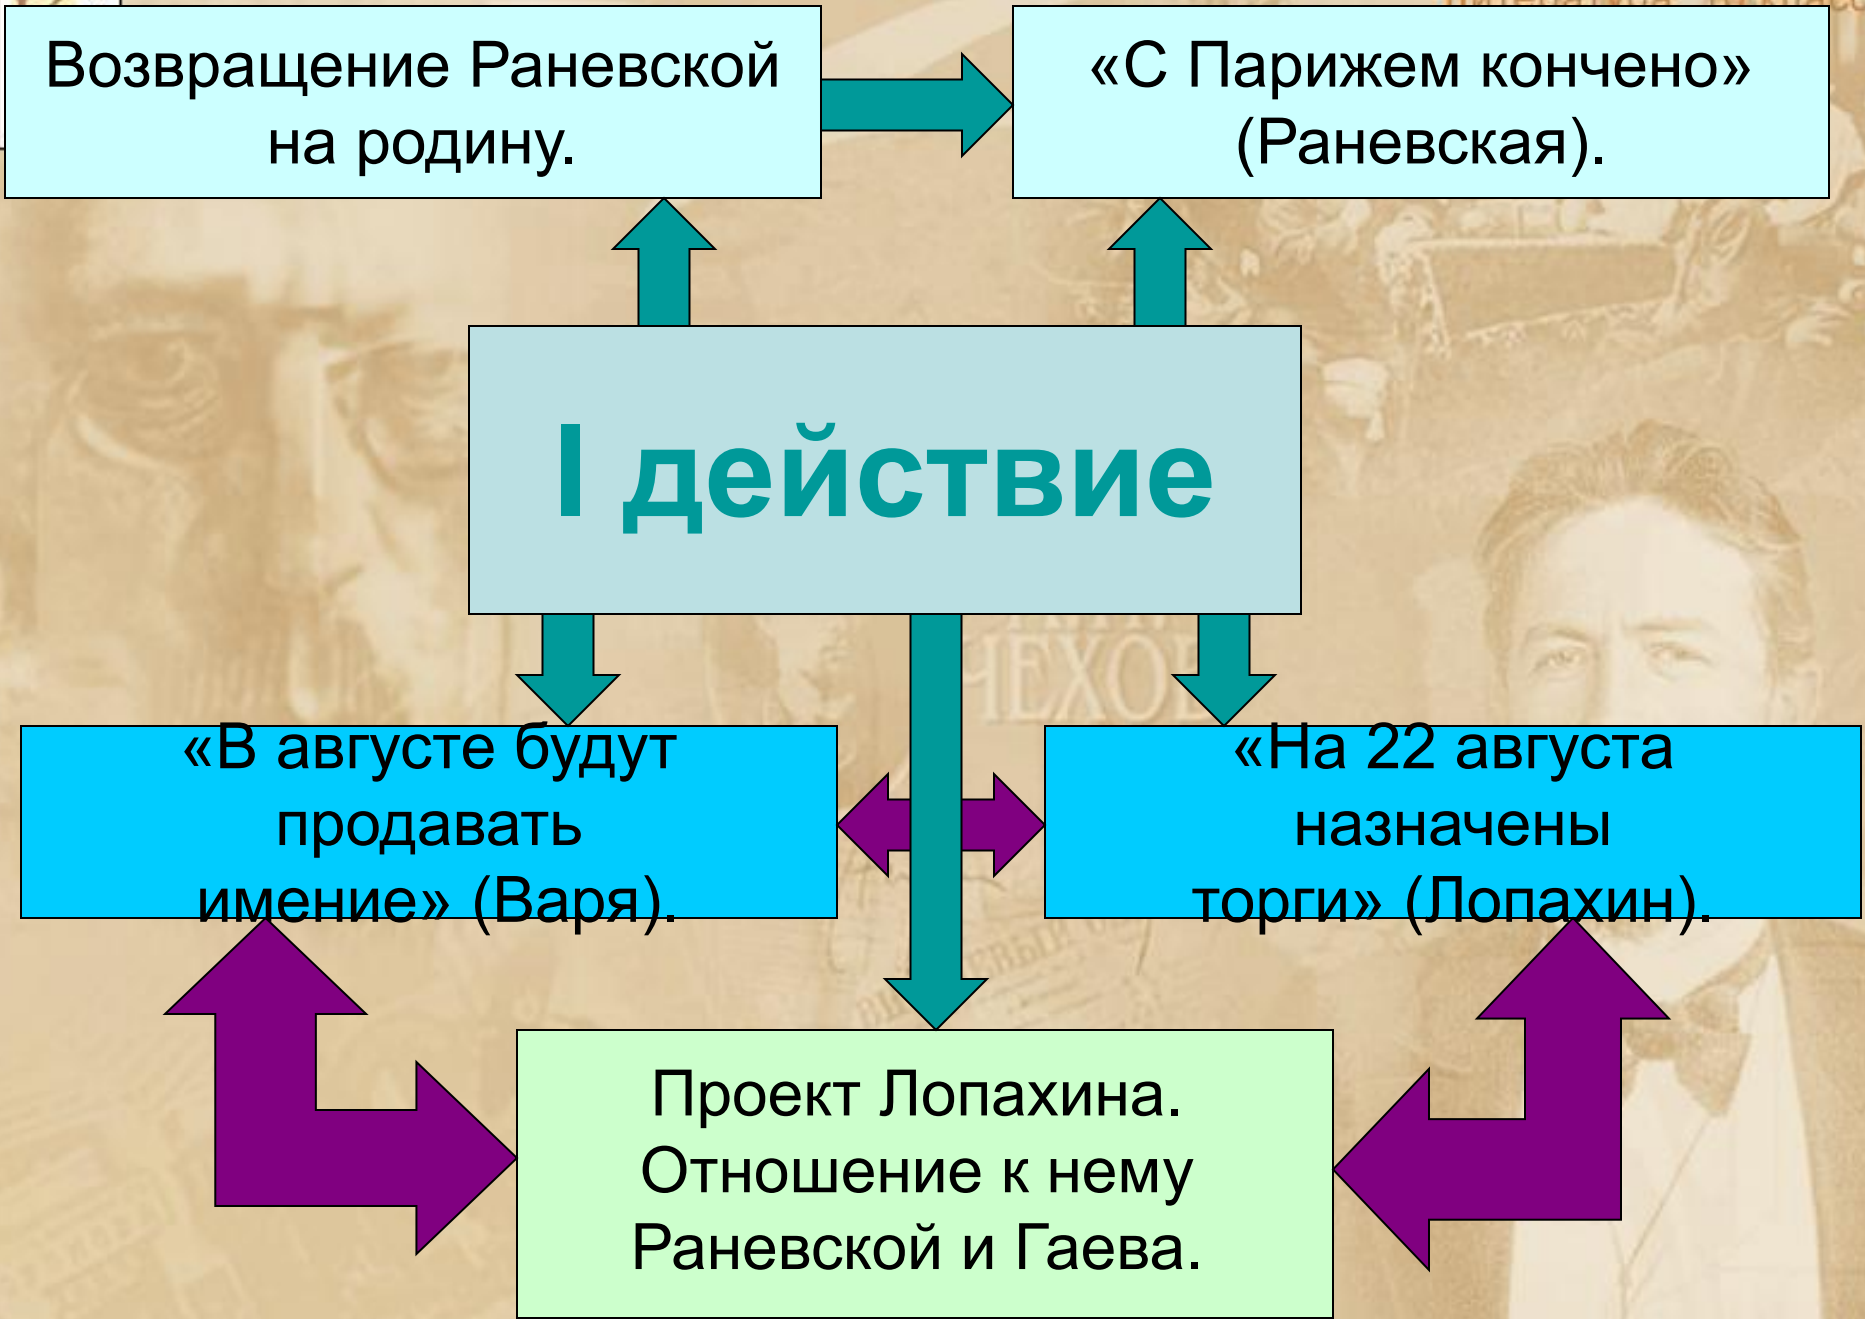 Возвращение Раневской
на родину.
«С Парижем кончено»
(Раневская).
I действие
ЧЕХОВ
«В августе будут
продавать
имение» (Варя).
«На 22 августа
назначены
торги» (Лопахин).
Проект Лопахина.
Отношение к нему
Раневской и Гаева.